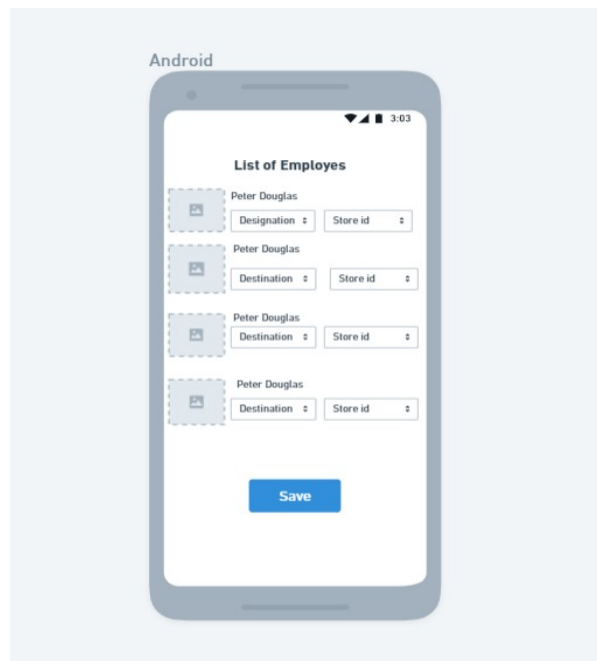 Android
3:03
List of Employes
Peter Douglas
Designation Store id
Peter Douglas
Destination Store id
Peter Douglas
Destination Store id
Peter Douglas
Destination Store id
Save